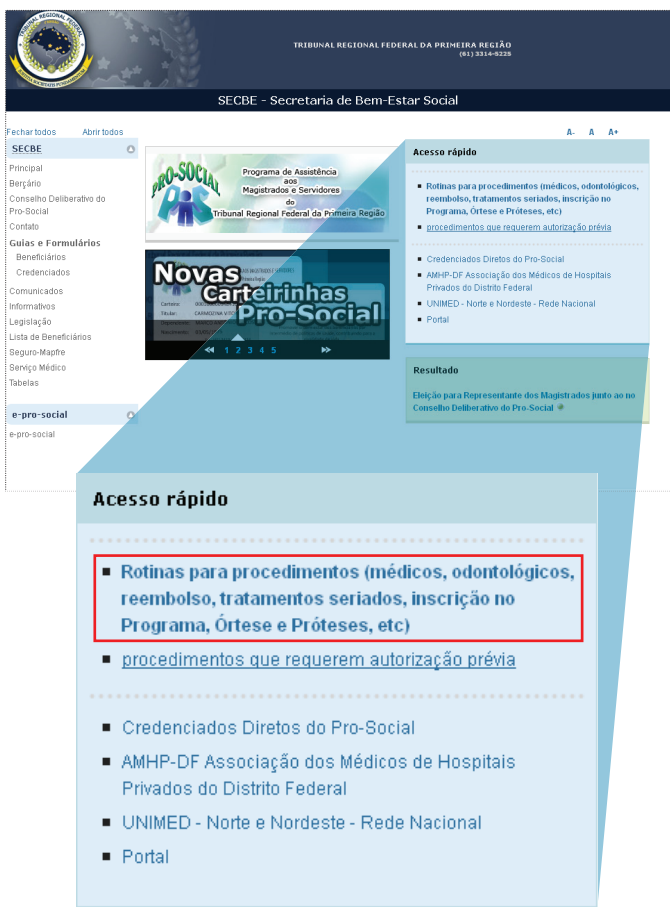 TRIBUNAL REGIONAL FEDERAL DA PRIMEIRA REGIÃO
(61) 3314-5225
SECBE - Secretaria de Bem-Estar Social
Fechar todos Abrir todos
A- A A+
SECBE
Principal
Berçário
Conselho Deliberativo do
Pro-Social
Contato
Guias e Formulários
Beneficiários
Credenciados
Comunicados
Informativos
Legislação
Lista de Beneficiários
Seguro-Mapfre
Serviço Médico
Tabelas
e-pro-social
e-pro-social
PRO-SOCIAL
Programa de Assistência
aos
Magistrados e Servidores
do
Tribunal Regional Federal da Primeira Região
Novas
Carteirinhas
Pro-Social
1 2 3 4 5
Acesso rápido
Rotinas para procedimentos (médicos, odontológicos,
reembolso, tratamentos seriados, inscrição no
Programa, Órtese e Próteses, etc)
procedimentos que requerem autorização prévia
Credenciados Diretos do Pro-Social
AMHP-DF Associação dos Médicos de Hospitais
Privados do Distrito Federal
UNIMED - Norte e Nordeste - Rede Nacional
Portal
Resultado
Eleição para Representante dos Magistrados junto ao no
Conselho Deliberativo do Pro-Social
Acesso rápido
Rotinas para procedimentos (médicos, odontológicos,
reembolso, tratamentos seriados, inscrição no
Programa, Órtese e Próteses, etc)
procedimentos que requerem autorização prévia
Credenciados Diretos do Pro-Social
AMHP-DF Associação dos Médicos de Hospitais
Privados do Distrito Federal
UNIMED - Norte e Nordeste - Rede Nacional
Portal